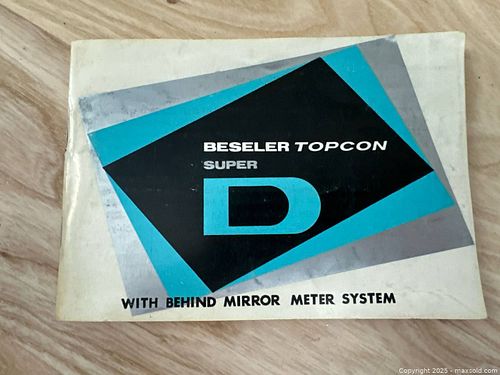 BESELER TOPCON
SUPER
D
WITH BEHIND MIRROR METER SYSTEM
Copyright 2025 - maxsold.com